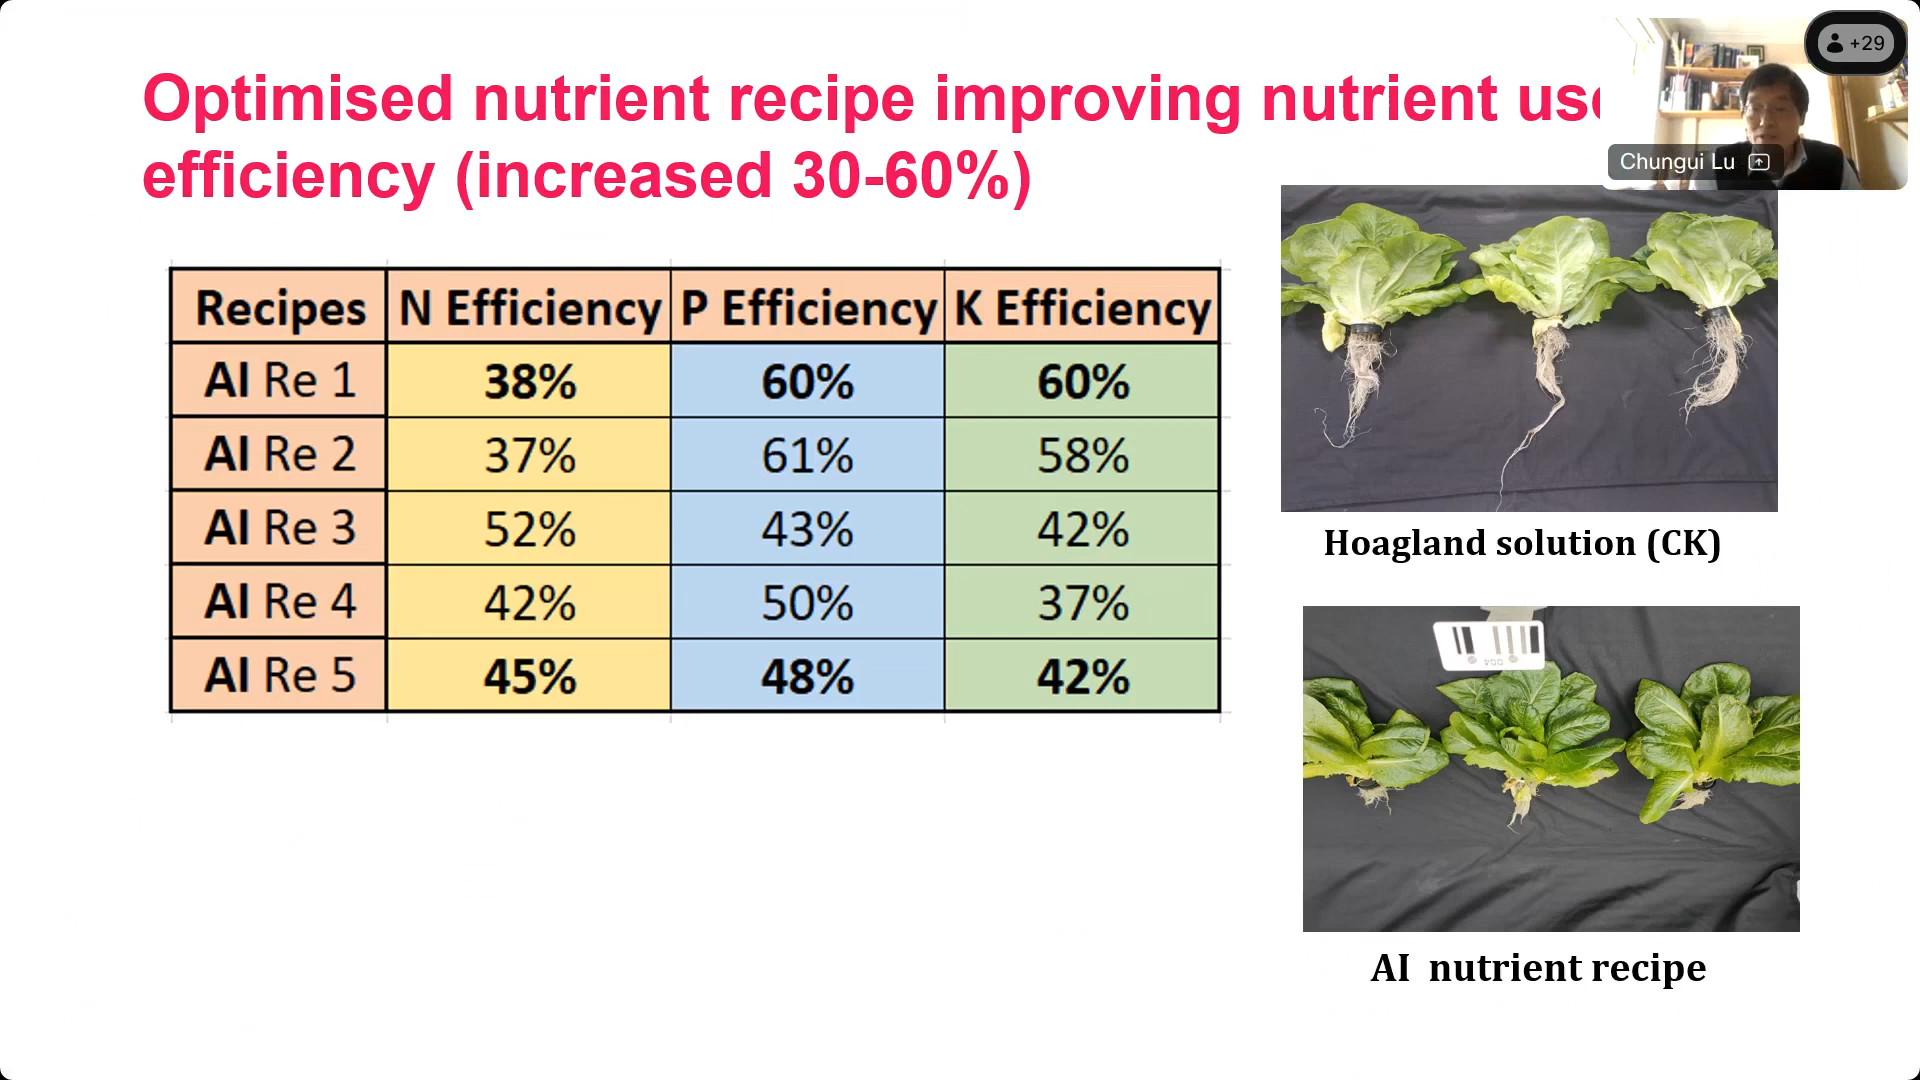 Optimised nutrient recipe improving nutrient use
efficiency (increased 30-60%)
+29
Chungui Lu
Recipes N Efficiency P Efficiency K Efficiency
AI Re 1 38% 60% 60%
AI Re 2 37% 61% 58%
AI Re 3 52% 43% 42%
AI Re 4 42% 50% 37%
AI Re 5 45% 48% 42%
Hoagland solution (CK)
004
AI nutrient recipe